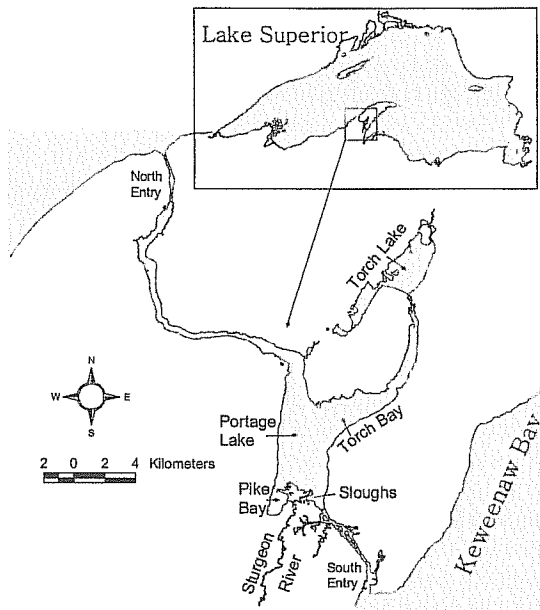 Lake Superior
North
Entry
Torch Lake
N
W
E
S
2 0 2 4 Kilometers
Portage
Lake
Torch Bay
Keweenaw Bay
Pike
Bay
Sloughs
Sturgeon
River
South
Entry